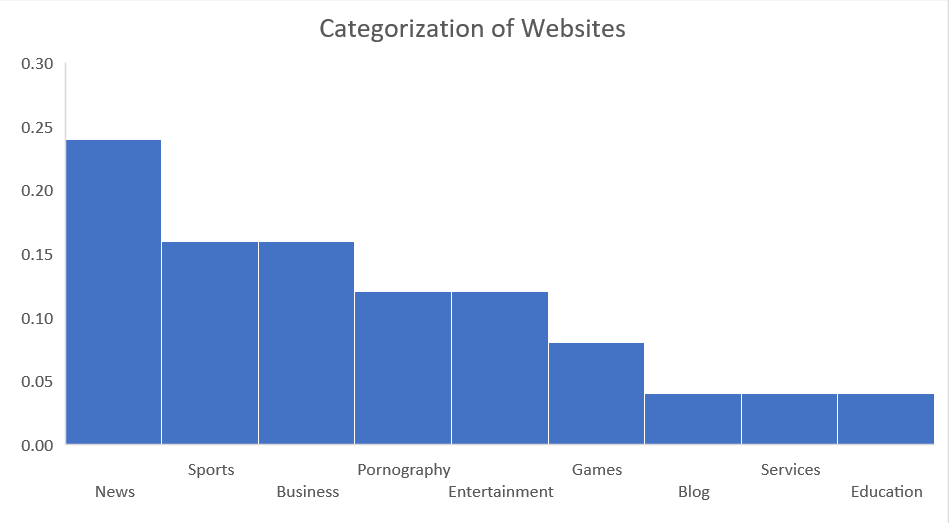 Categorization of Websites
0.30
0.25
0.20
0.15
0.10
0.05
0.00
Sports Pornography Games Services
News Business Entertainment Blog Education